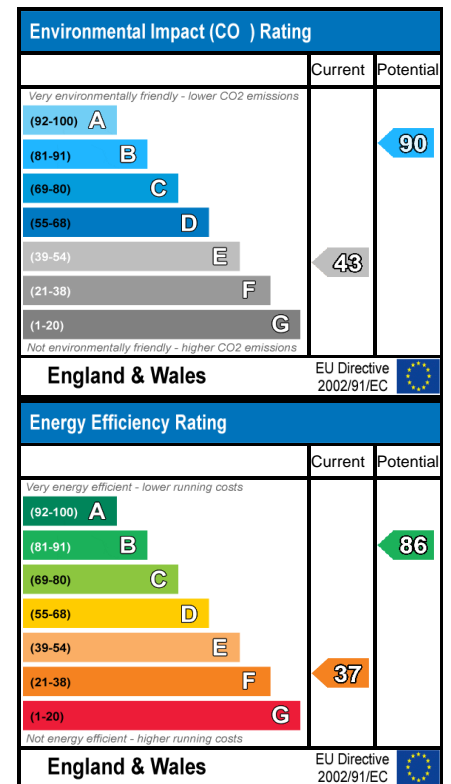 Environmental Impact (CO ) Rating
Current Potential
Very environmentally friendly - lower CO2 emissions
(92-100) A
(81-91) B
90
(69-80) C
(55-68) D
(39-54) E
43
(21-38) F
(1-20) G
Not environmentally friendly - higher CO2 emissions
England & Wales
EU Directive
2002/91/EC
Energy Efficiency Rating
Current Potential
Very energy efficient - lower running costs
(92-100) A
(81-91) B
86
(69-80) C
(55-68) D
(39-54) E
(21-38) F
37
(1-20) G
Not energy efficient - higher running costs
England & Wales
EU Directive
2002/91/EC